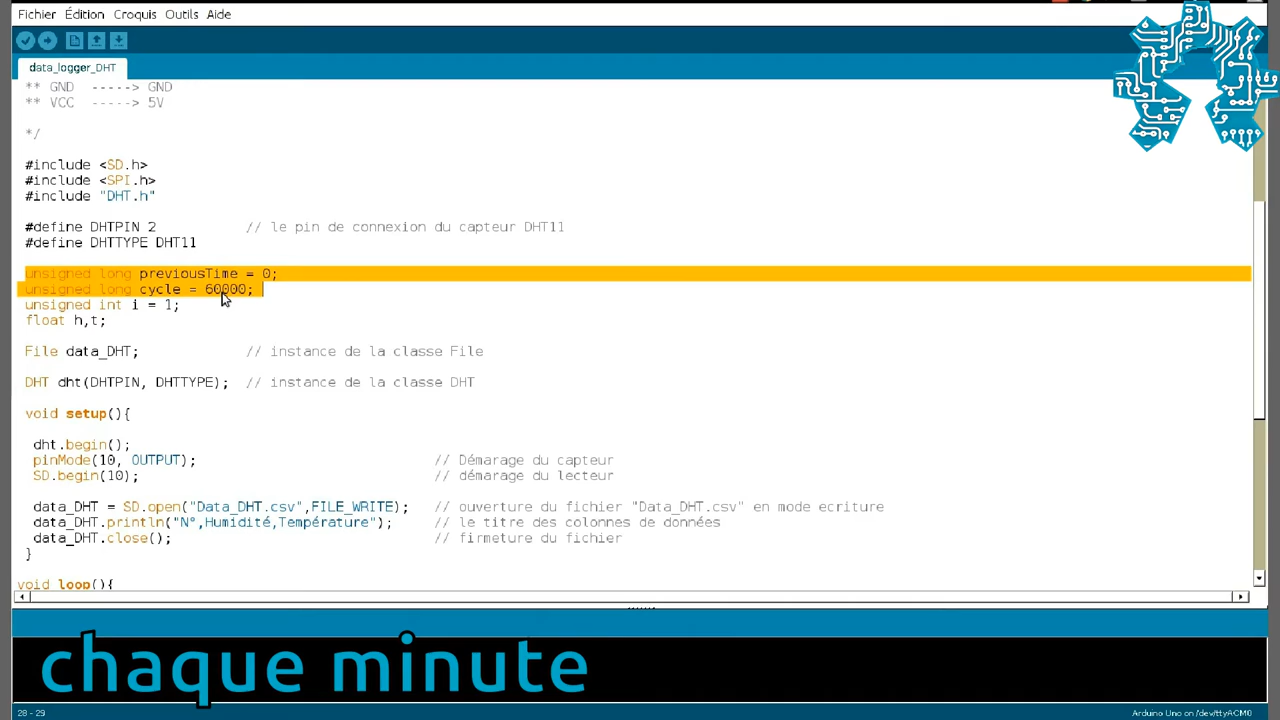 Fichier Édition Croquis Outils Aide
data_logger_DHT
** GND -----> GND
** VCC -----> 5V
*/
#include <SD.h>
#include <SPI.h>
#include "DHT.h"
#define DHTPIN 2 // le pin de connexion du capteur DHT11
#define DHTTYPE DHT11
unsigned long previousTime = 0;
unsigned long cycle = 60000;
unsigned int i = 1;
float h,t;
File data_DHT; // instance de la classe File
DHT dht(DHTPIN, DHTTYPE); // instance de la classe DHT
void setup(){
dht.begin();
pinMode(10, OUTPUT); // Démarage du capteur
SD.begin(10); // démarage du lecteur
data_DHT = SD.open("Data_DHT.csv",FILE_WRITE); // ouverture du fichier "Data_DHT.csv" en mode ecriture
data_DHT.println("N°,Humidité,Température"); // le titre des colonnes de données
data_DHT.close(); // firmeture du fichier
}
void loop(){
chaque minute
28 - 29 Arduino Uno on /dev/ttyACM0